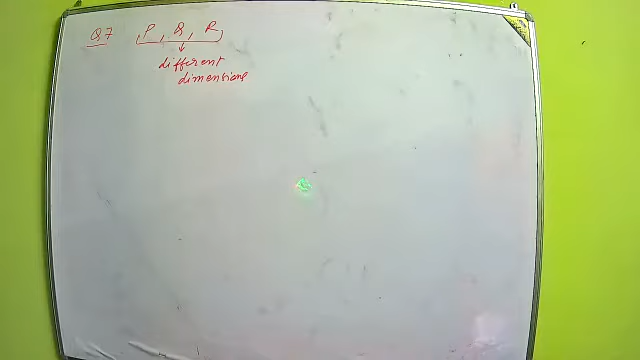 Q7 P, Q, R,
different
dimensions